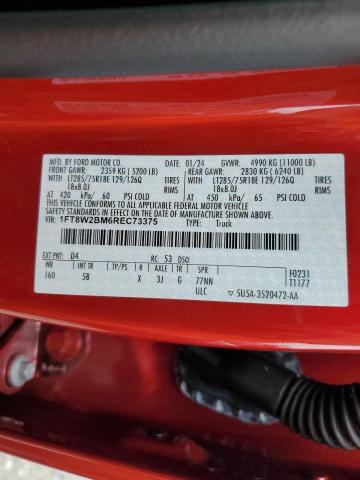 MFD. BY FORD MOTOR CO. 01/24 GVWR: 4990 KG (11000 LB)
FRONT GAWR: 2359 KG (5200 LB) REAR GAWR: 2830 KG (6240 LB)
WITH LT285/75R18E 129/126Q TIRES WITH LT285/75R18E 129/126Q TIRES
18x8.0J RIMS 18x8.0J RIMS
AT 420 kPa/ 60 PSI COLD AT 450 kPa/ 65 PSI COLD
THIS VEHICLE CONFORMS TO ALL APPLICABLE FEDERAL MOTOR VEHICLE
SAFETY STANDARDS IN EFFECT ON THE DATE OF MANUFACTURE SHOWN ABOVE.
VIN: 1FT8W2BM6REC73375 TYPE: Truck
EXT PNT: D4 RC: 53 DSO:
WB INT TR TP/PS R AXLE TR SPR
160 5B X 3J G 77NN
ULC
F0231
T1177
5U5A-3520472-AA